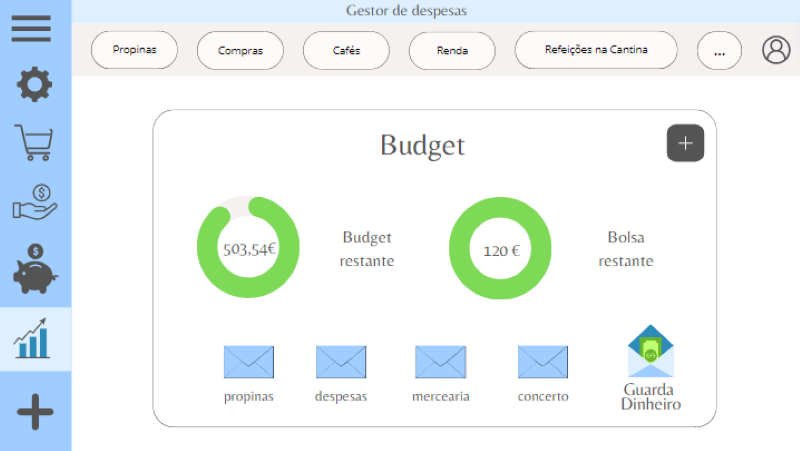 Gestor de despesas
Propinas
Compras
Cafés
Renda
Refeições na Cantina
...
Budget
503,54€
Budget
restante
120 €
Bolsa
restante
propinas
despesas
mercearia
concerto
Guarda
Dinheiro